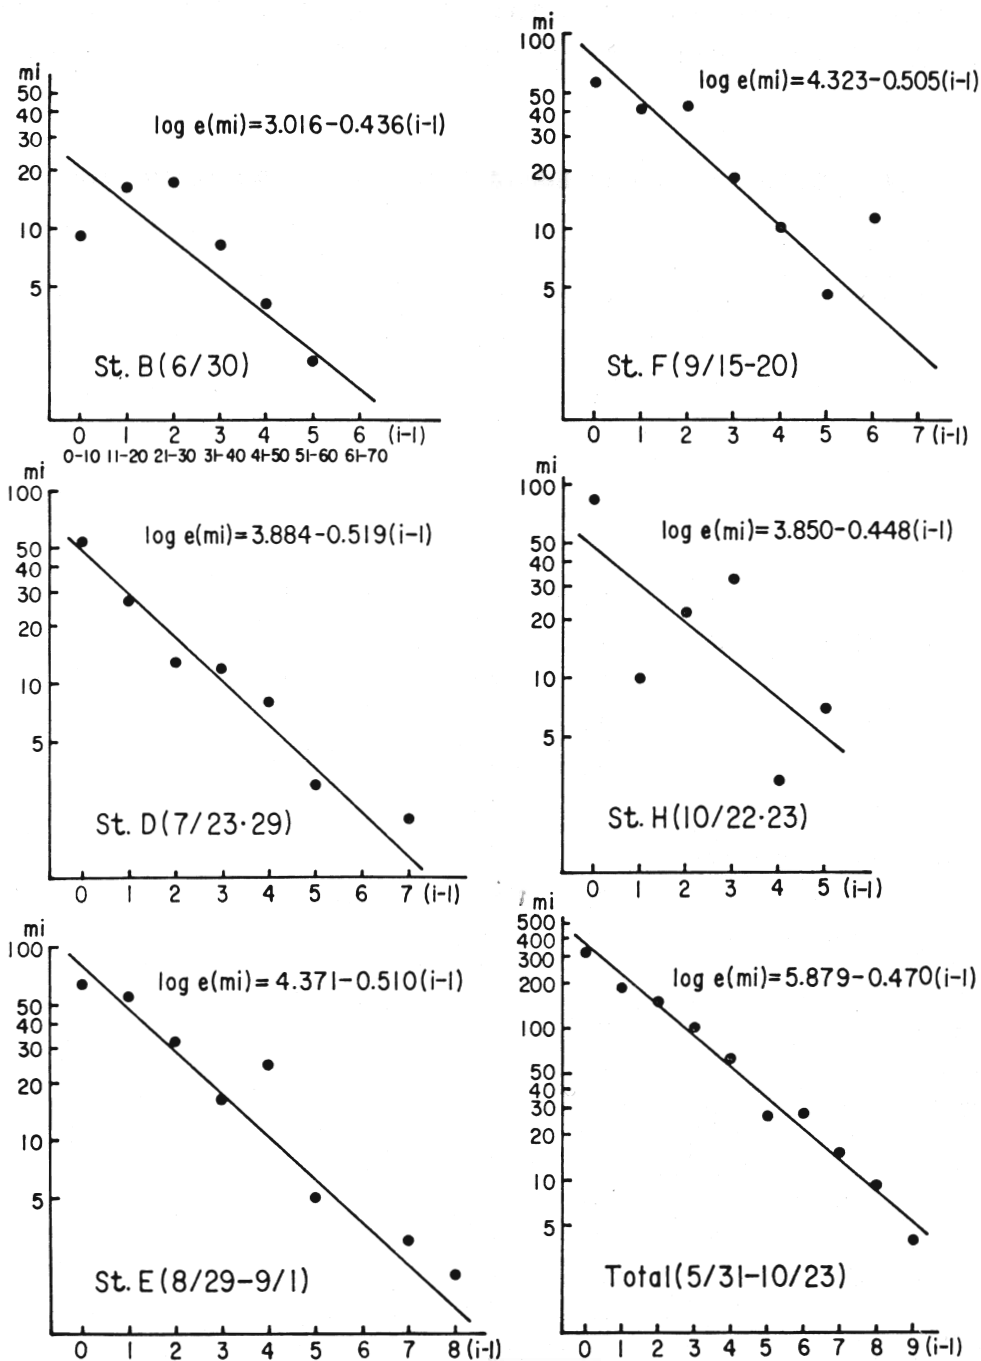 mi
50
40
30
20
10
5
log e(mi)=3.016-0.436(i-1)
St. B(6/30)
0 1 2 3 4 5 6 (i-1)
0-10 11-20 21-30 31-40 41-50 51-60 61-70
mi
100
50
40
30
20
10
5
log e(mi)=4.323-0.505(i-1)
St. F(9/15-20)
0 1 2 3 4 5 6 7 (i-1)
mi
100
50
40
30
20
10
5
log e(mi)=3.884-0.519(i-1)
St. D(7/23·29)
0 1 2 3 4 5 6 7 (i-1)
mi
100
50
40
30
20
10
5
log e(mi)=3.850-0.448(i-1)
St. H(10/22·23)
0 1 2 3 4 5 (i-1)
mi
100
50
40
30
20
10
5
log e(mi)=4.371-0.510(i-1)
St. E(8/29-9/1)
0 1 2 3 4 5 6 7 8 (i-1)
mi
500
400
300
200
100
50
40
30
20
10
5
log e(mi)=5.879-0.470(i-1)
Total(5/31-10/23)
0 1 2 3 4 5 6 7 8 9 (i-1)